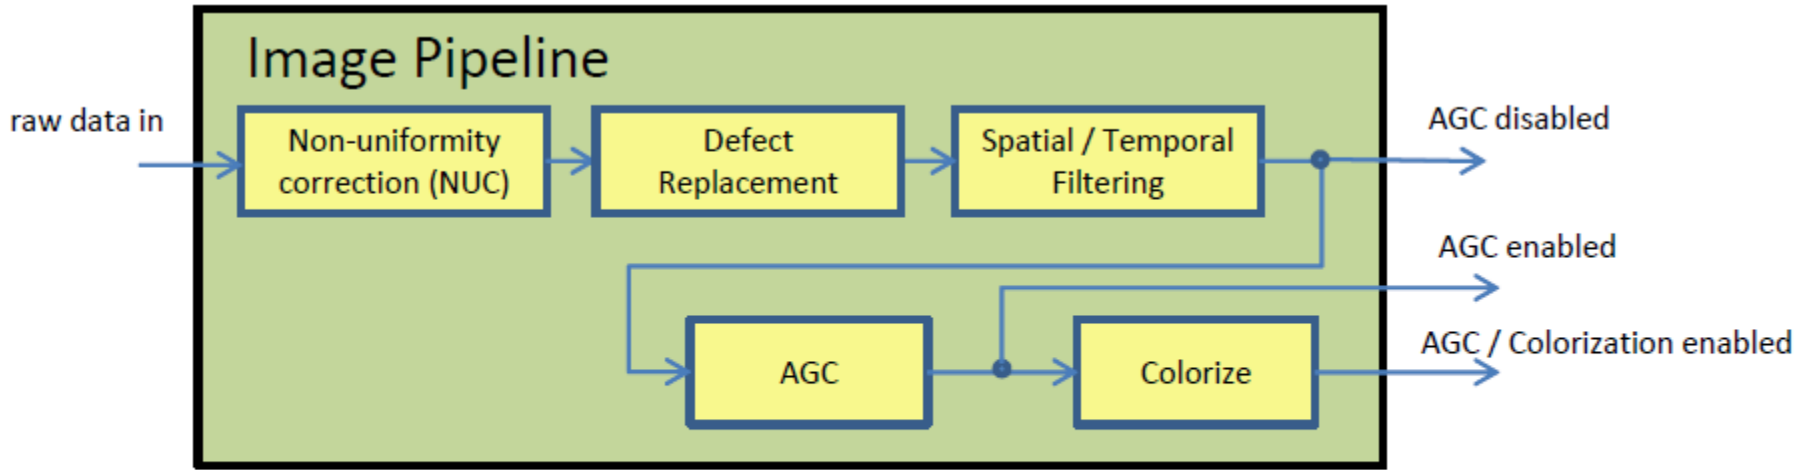 Image Pipeline
raw data in
Non-uniformity
correction (NUC)
Defect
Replacement
Spatial / Temporal
Filtering
AGC disabled
AGC enabled
AGC
Colorize
AGC / Colorization enabled